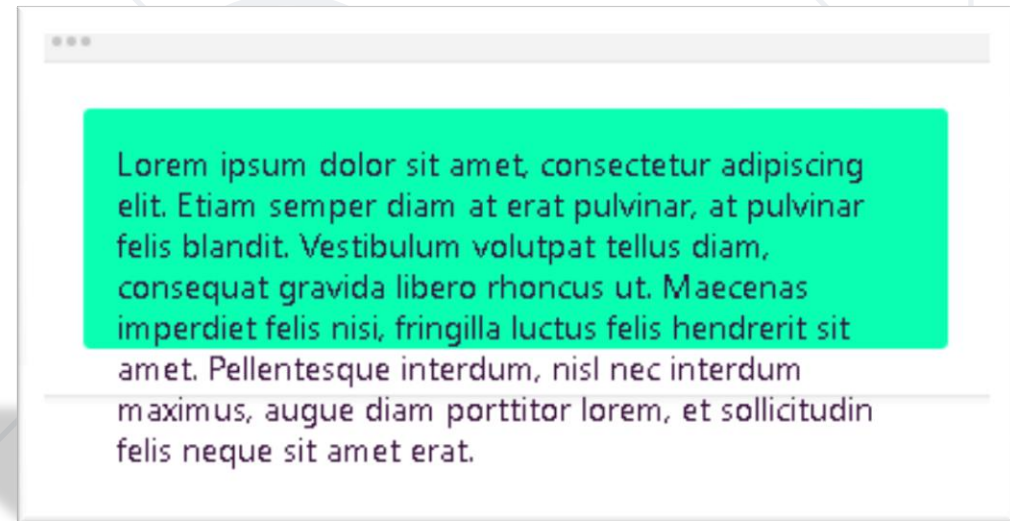 Lorem ipsum dolor sit amet, consectetur adipiscing
elit. Etiam semper diam at erat pulvinar, at pulvinar
felis blandit. Vestibulum volutpat tellus diam,
consequat gravida libero rhoncus ut. Maecenas
imperdiet felis nisi, fringilla luctus felis hendrerit sit
amet. Pellentesque interdum, nisl nec interdum
maximus, augue diam porttitor lorem, et sollicitudin
felis neque sit amet erat.